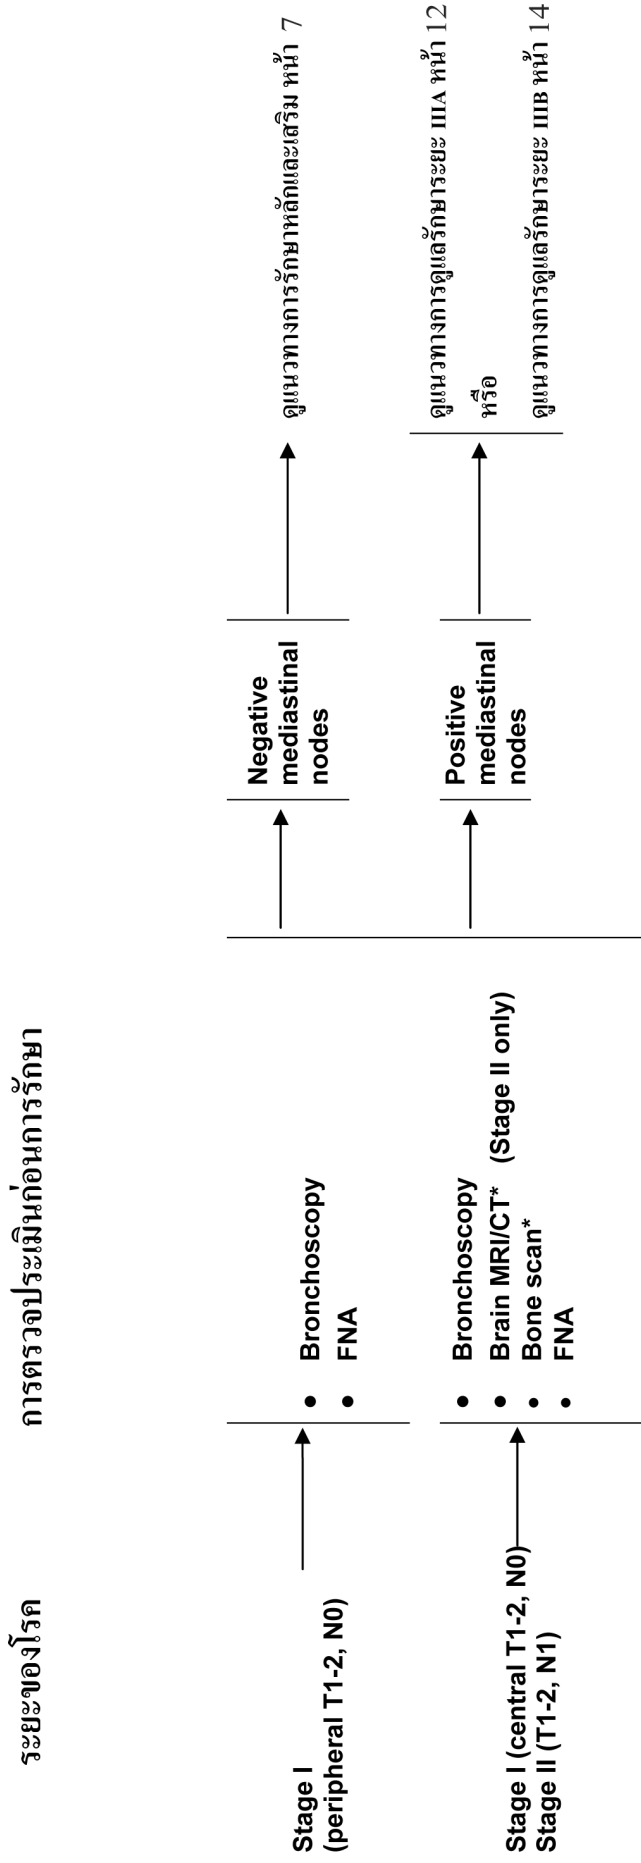 ระยะของโรค
การตรวจประเมินก่อนการรักษา
Stage I
(peripheral T1-2, N0)
• Bronchoscopy
• FNA
Negative
mediastinal
nodes
ดูแนวทางการรักษาหลักและเสริม หน้า 7
Stage I (central T1-2, N0)
Stage II (T1-2, N1)
• Bronchoscopy
• Brain MRI/CT* (Stage II only)
• Bone scan*
• FNA
Positive
mediastinal
nodes
ดูแนวทางการดูแลรักษาระยะ IIIA หน้า 12
หรือ
ดูแนวทางการดูแลรักษาระยะ IIIB หน้า 14